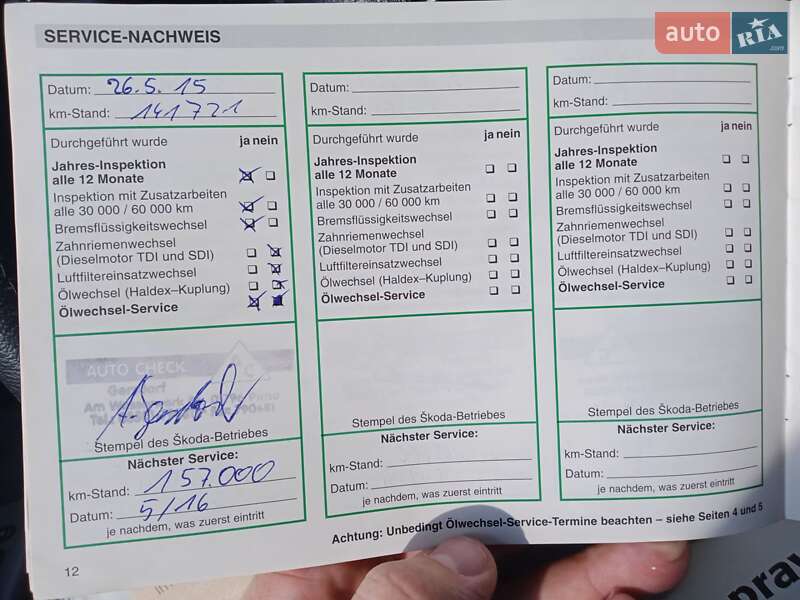 SERVICE-NACHWEIS
auto RIA .com
Datum: 26.5.15
km-Stand: 141721
Durchgeführt wurde ja nein
Jahres-Inspektion
alle 12 Monate
Inspektion mit Zusatzarbeiten
alle 30 000 / 60 000 km
Bremsflüssigkeitswechsel
Zahnriemenwechsel
(Dieselmotor TDI und SDI)
Luftfiltereinsatzwechsel
Ölwechsel (Haldex–Kuplung)
Ölwechsel-Service
AUTO CHECK
Stempel des Škoda-Betriebes
Nächster Service:
km-Stand: 157.000
Datum: 5/16
je nachdem, was zuerst eintritt
12
Datum:
km-Stand:
Durchgeführt wurde ja nein
Jahres-Inspektion
alle 12 Monate
Inspektion mit Zusatzarbeiten
alle 30 000 / 60 000 km
Bremsflüssigkeitswechsel
Zahnriemenwechsel
(Dieselmotor TDI und SDI)
Luftfiltereinsatzwechsel
Ölwechsel (Haldex–Kuplung)
Ölwechsel-Service
Stempel des Škoda-Betriebes
Nächster Service:
km-Stand:
Datum:
je nachdem, was zuerst eintritt
Datum:
km-Stand:
Durchgeführt wurde ja nein
Jahres-Inspektion
alle 12 Monate
Inspektion mit Zusatzarbeiten
alle 30 000 / 60 000 km
Bremsflüssigkeitswechsel
Zahnriemenwechsel
(Dieselmotor TDI und SDI)
Luftfiltereinsatzwechsel
Ölwechsel (Haldex–Kuplung)
Ölwechsel-Service
Stempel des Škoda-Betriebes
Nächster Service:
km-Stand:
Datum:
je nachdem, was zuerst eintritt
Achtung: Unbedingt Ölwechsel-Service-Termine beachten – siehe Seiten 4 und 5